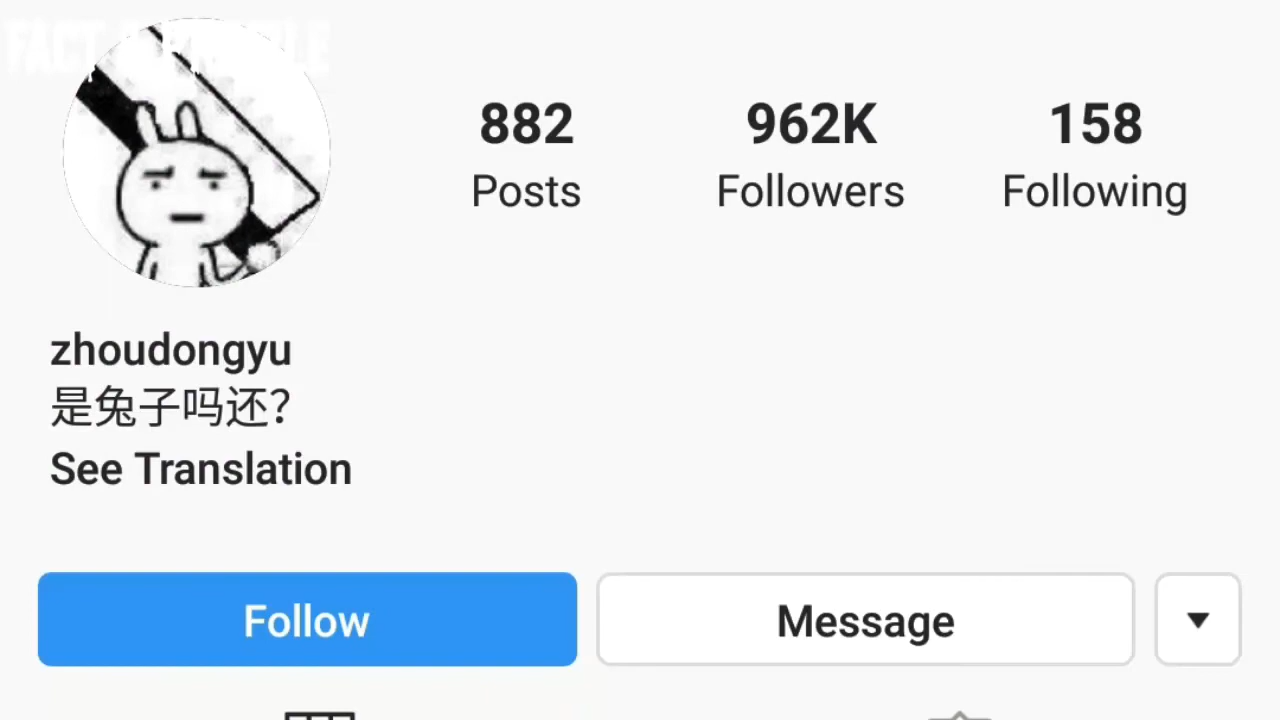 882
Posts
962K
Followers
158
Following
zhoudongyu
是兔子吗还？
See Translation
Follow
Message